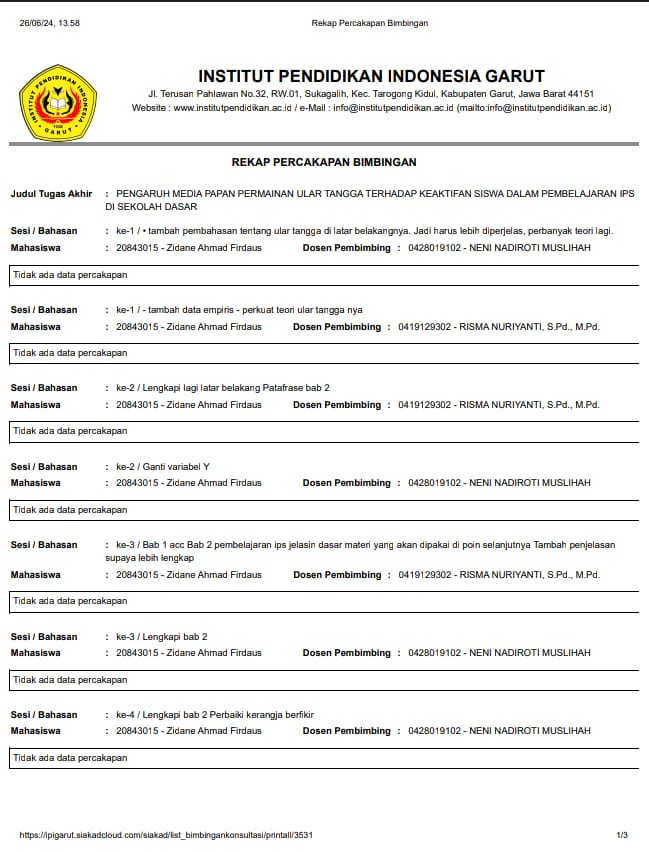 26/06/24, 13.58 Rekap Percakapan Bimbingan
INSTITUT PENDIDIKAN INDONESIA GARUT
Jl. Terusan Pahlawan No.32, RW.01, Sukagalih, Kec. Tarogong Kidul, Kabupaten Garut, Jawa Barat 44151
Website : www.institutpendidikan.ac.id / e-Mail : info@institutpendidikan.ac.id (mailto:info@institutpendidikan.ac.id)
INSTITUT PENDIDIKAN INDONESIA
GARUT
REKAP PERCAKAPAN BIMBINGAN
Judul Tugas Akhir : PENGARUH MEDIA PAPAN PERMAINAN ULAR TANGGA TERHADAP KEAKTIFAN SISWA DALAM PEMBELAJARAN IPS
DI SEKOLAH DASAR
Sesi / Bahasan : ke-1 / • tambah pembahasan tentang ular tangga di latar belakangnya. Jadi harus lebih diperjelas, perbanyak teori lagi.
Mahasiswa : 20843015 - Zidane Ahmad Firdaus Dosen Pembimbing : 0428019102 - NENI NADIROTI MUSLIHAH
Tidak ada data percakapan
Sesi / Bahasan : ke-1 / - tambah data empiris - perkuat teori ular tangga nya
Mahasiswa : 20843015 - Zidane Ahmad Firdaus Dosen Pembimbing : 0419129302 - RISMA NURIYANTI, S.Pd., M.Pd.
Tidak ada data percakapan
Sesi / Bahasan : ke-2 / Lengkapi lagi latar belakang Patafrase bab 2
Mahasiswa : 20843015 - Zidane Ahmad Firdaus Dosen Pembimbing : 0419129302 - RISMA NURIYANTI, S.Pd., M.Pd.
Tidak ada data percakapan
Sesi / Bahasan : ke-2 / Ganti variabel Y
Mahasiswa : 20843015 - Zidane Ahmad Firdaus Dosen Pembimbing : 0428019102 - NENI NADIROTI MUSLIHAH
Tidak ada data percakapan
Sesi / Bahasan : ke-3 / Bab 1 acc Bab 2 pembelajaran ips jelasin dasar materi yang akan dipakai di poin selanjutnya Tambah penjelasan
supaya lebih lengkap
Mahasiswa : 20843015 - Zidane Ahmad Firdaus Dosen Pembimbing : 0419129302 - RISMA NURIYANTI, S.Pd., M.Pd.
Tidak ada data percakapan
Sesi / Bahasan : ke-3 / Lengkapi bab 2
Mahasiswa : 20843015 - Zidane Ahmad Firdaus Dosen Pembimbing : 0428019102 - NENI NADIROTI MUSLIHAH
Tidak ada data percakapan
Sesi / Bahasan : ke-4 / Lengkapi bab 2 Perbaiki kerangja berfikir
Mahasiswa : 20843015 - Zidane Ahmad Firdaus Dosen Pembimbing : 0428019102 - NENI NADIROTI MUSLIHAH
Tidak ada data percakapan
https://ipigarut.siakadcloud.com/siakad/list_bimbingankonsultasi/printall/3531 1/3